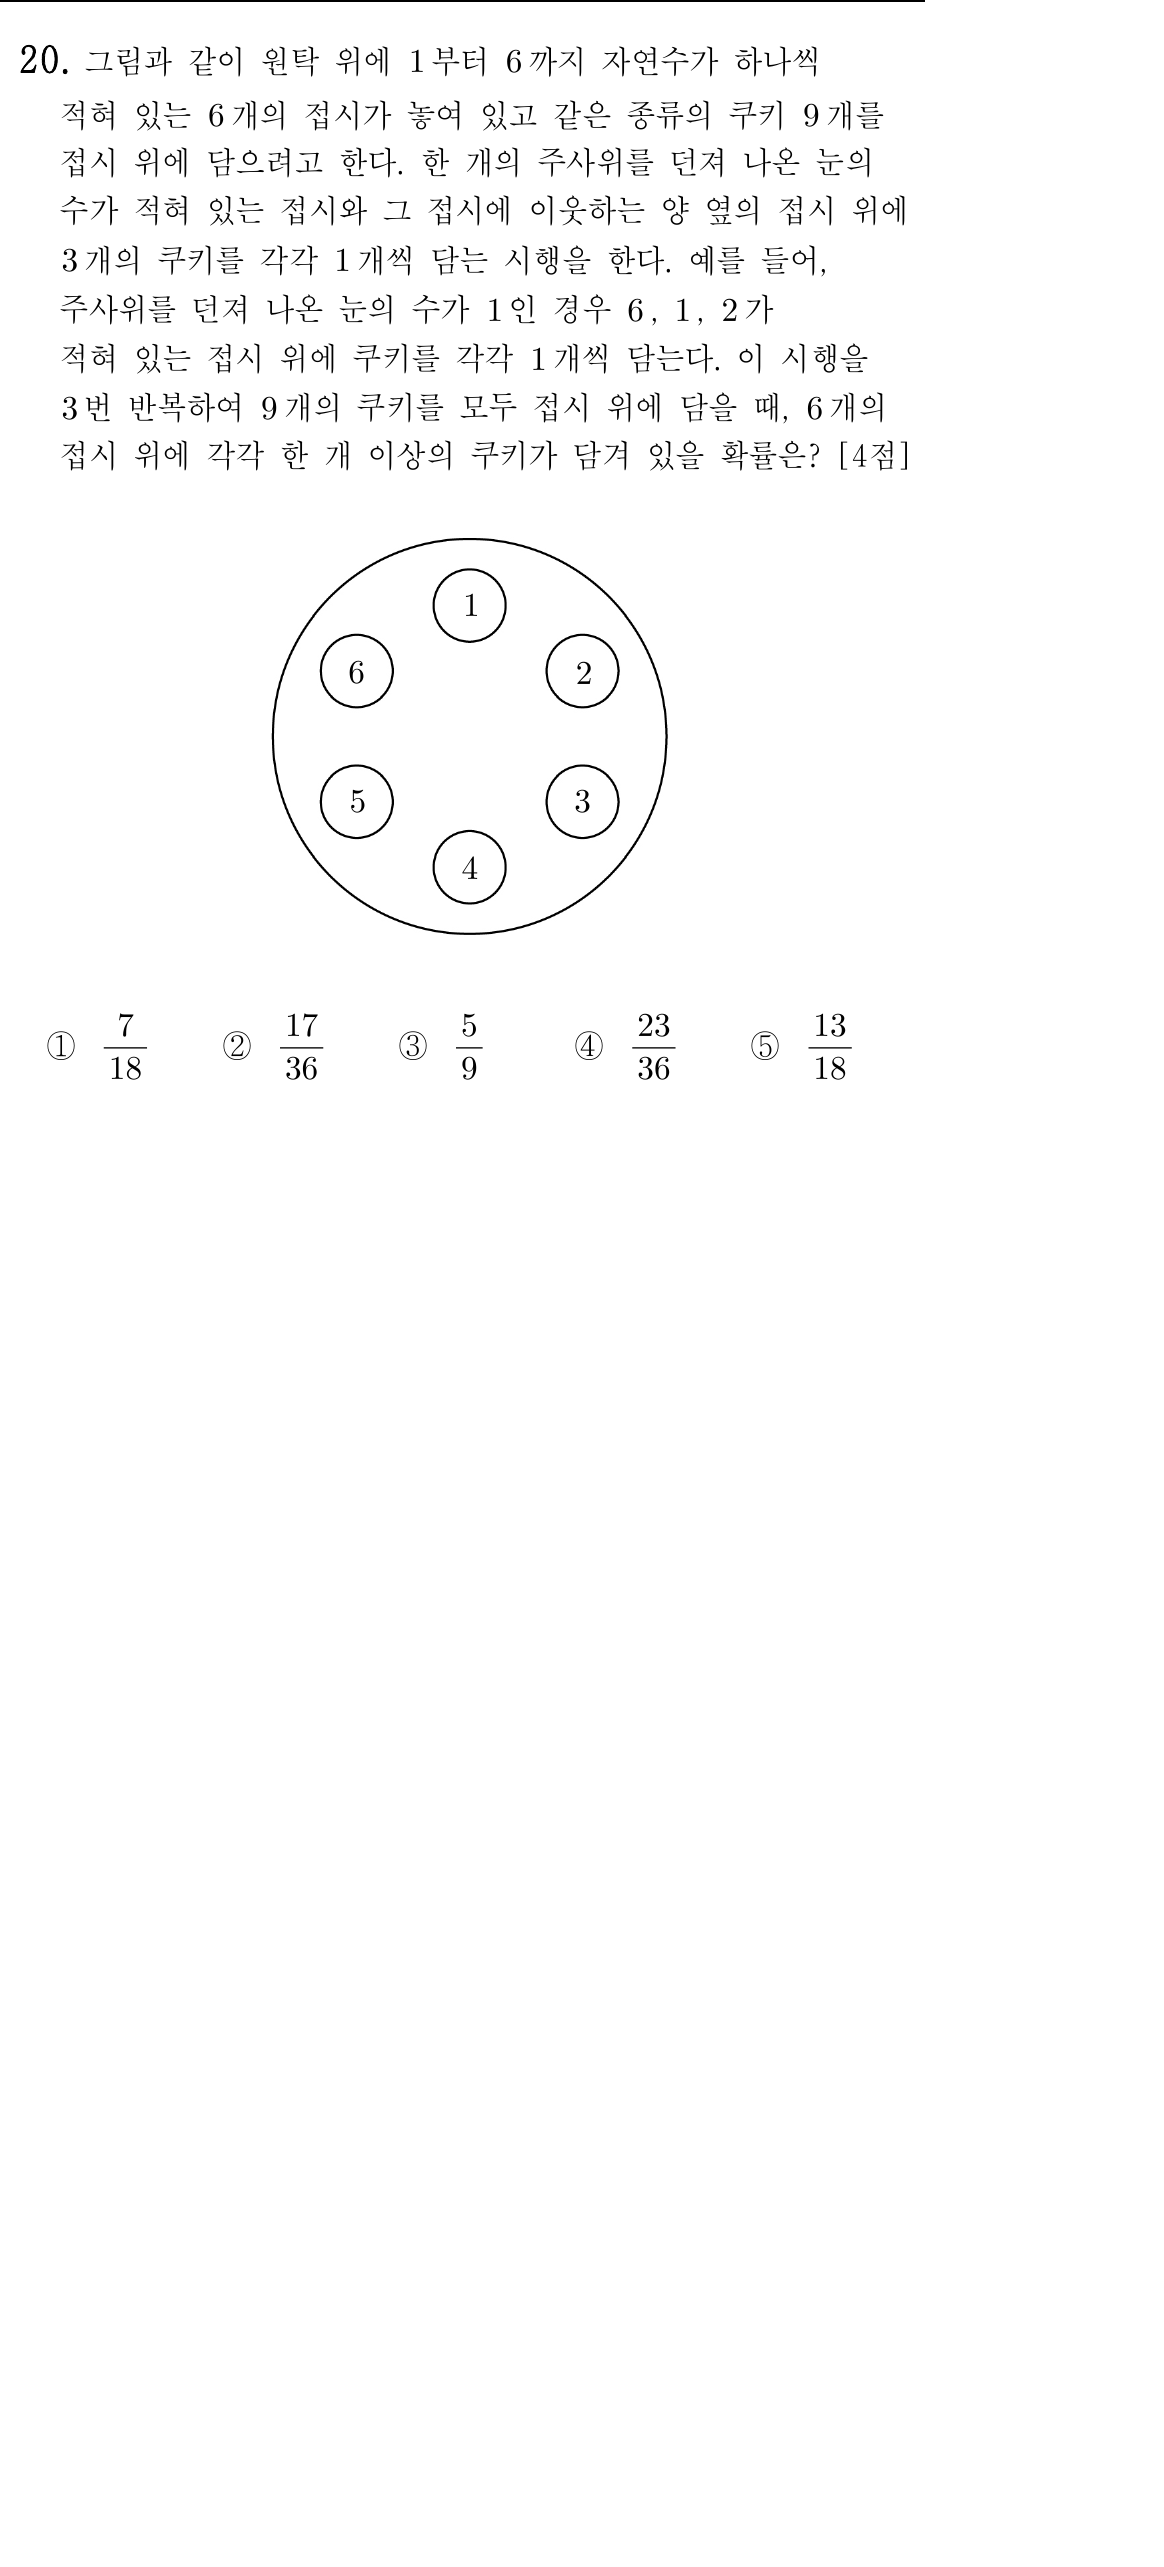 20. 그림과 같이 원탁 위에 1부터 6까지 자연수가 하나씩
적혀 있는 6개의 접시가 놓여 있고 같은 종류의 쿠키 9개를
접시 위에 담으려고 한다. 한 개의 주사위를 던져 나온 눈의
수가 적혀 있는 접시와 그 접시에 이웃하는 양 옆의 접시 위에
3개의 쿠키를 각각 1개씩 담는 시행을 한다. 예를 들어,
주사위를 던져 나온 눈의 수가 1인 경우 6, 1, 2가
적혀 있는 접시 위에 쿠키를 각각 1개씩 담는다. 이 시행을
3번 반복하여 9개의 쿠키를 모두 접시 위에 담을 때, 6개의
접시 위에 각각 한 개 이상의 쿠키가 담겨 있을 확률은? [4점]
1
6 2
5 3
4
① 7/18 ② 17/36 ③ 5/9 ④ 23/36 ⑤ 13/18